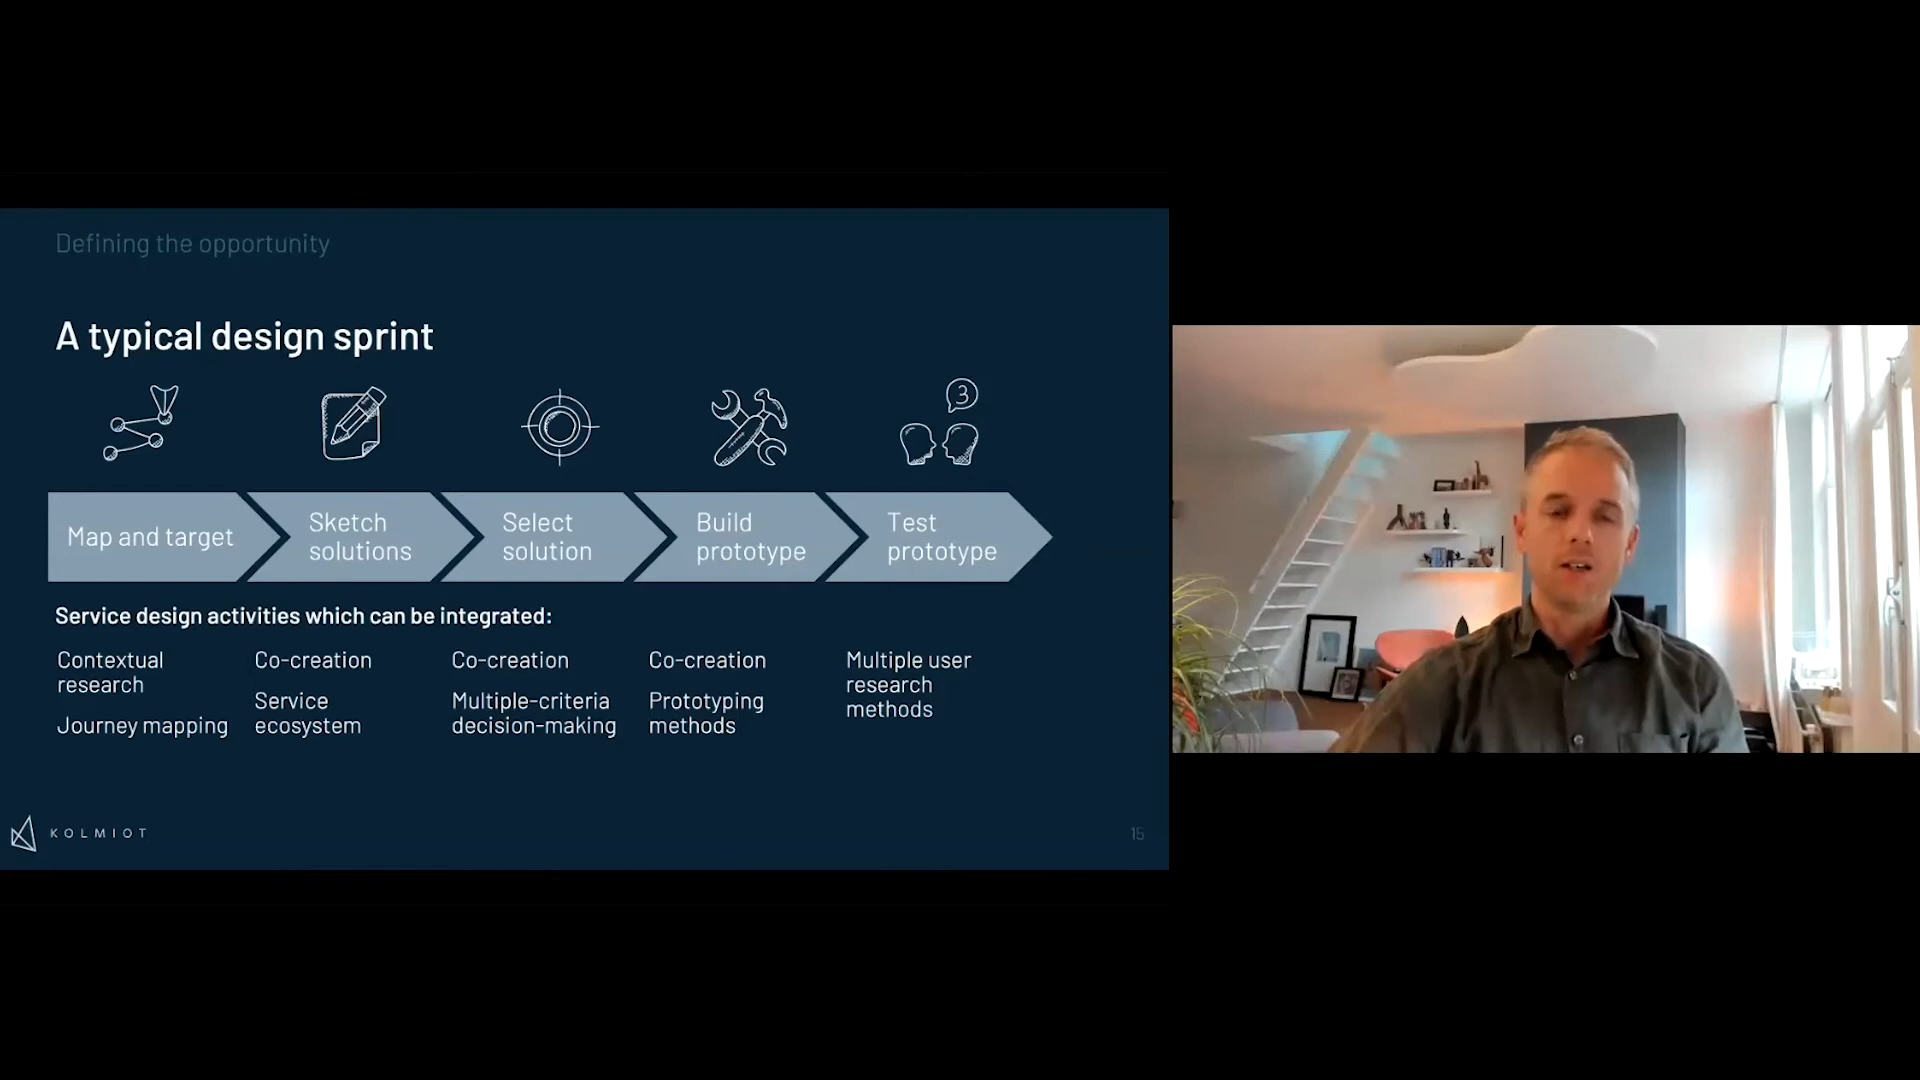 Defining the opportunity
A typical design sprint
3
Map and target
Sketch
solutions
Select
solution
Build
prototype
Test
prototype
Service design activities which can be integrated:
Contextual
research
Journey mapping
Co-creation
Service
ecosystem
Co-creation
Multiple-criteria
decision-making
Co-creation
Prototyping
methods
Multiple user
research
methods
KOLMIOT
15